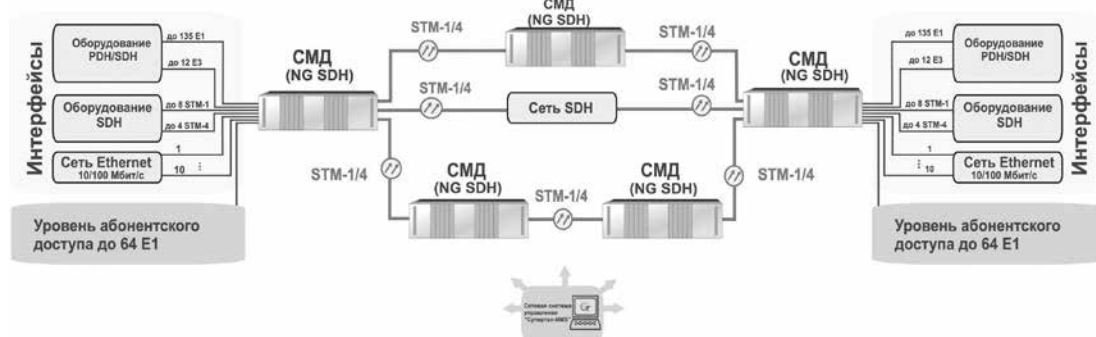 Интерфейсы
Оборудование
PDH/SDH
до 135 E1
до 12 E3
Оборудование
SDH
до 8 STM-1
до 4 STM-4
Сеть Ethernet
10/100 Мбит/с
1
⋮
10
Уровень абонентского
доступа до 64 E1
СМД
(NG SDH)
STM-1/4
СМД
(NG SDH)
STM-1/4
STM-1/4
Сеть SDH
STM-1/4
STM-1/4
СМД
(NG SDH)
STM-1/4
СМД
(NG SDH)
STM-1/4
СМД
(NG SDH)
до 135 E1
до 12 E3
Оборудование
PDH/SDH
до 8 STM-1
до 4 STM-4
Оборудование
SDH
1
⋮
10
Сеть Ethernet
10/100 Мбит/с
Интерфейсы
Уровень абонентского
доступа до 64 E1
Сетевая система
управления